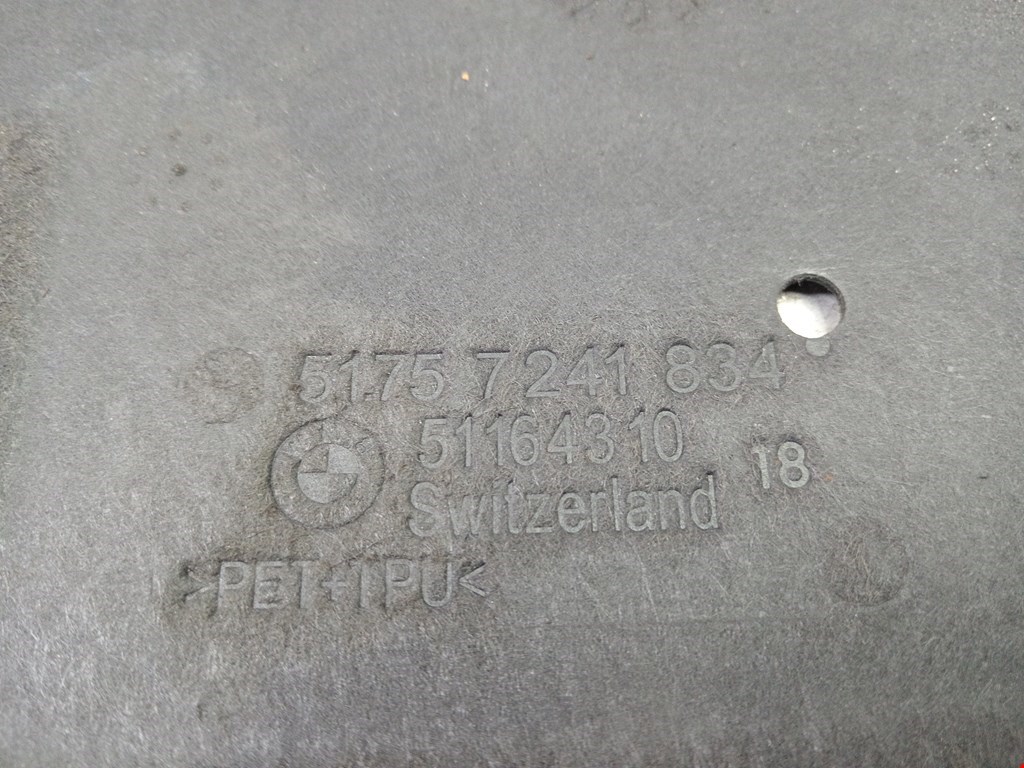 51.75 7 241 834
51164310
Switzerland
18
>PET+TPU<